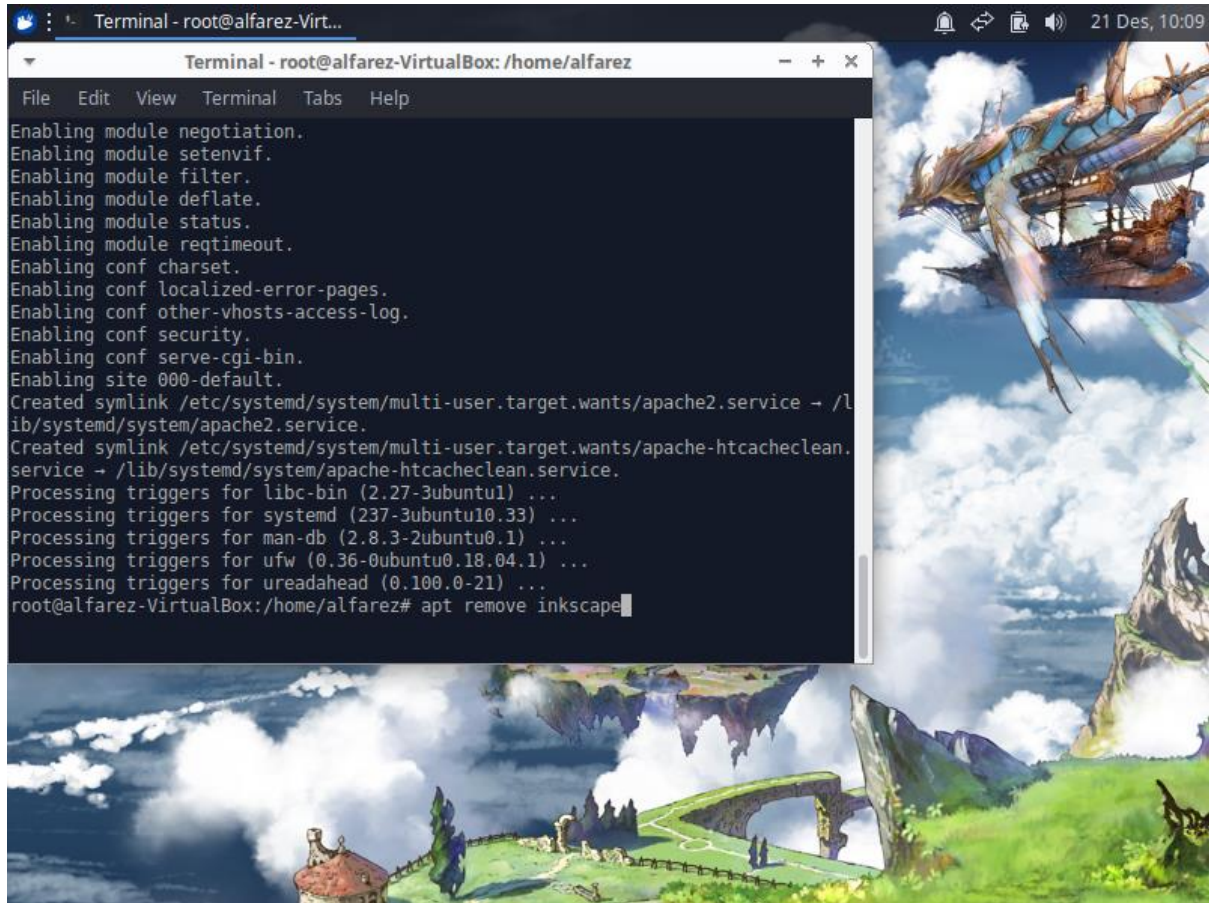 Terminal - root@alfarez-Virt...
21 Des, 10:09
Terminal - root@alfarez-VirtualBox: /home/alfarez
File Edit View Terminal Tabs Help
Enabling module negotiation.
Enabling module setenvif.
Enabling module filter.
Enabling module deflate.
Enabling module status.
Enabling module reqtimeout.
Enabling conf charset.
Enabling conf localized-error-pages.
Enabling conf other-vhosts-access-log.
Enabling conf security.
Enabling conf serve-cgi-bin.
Enabling site 000-default.
Created symlink /etc/systemd/system/multi-user.target.wants/apache2.service → /l
ib/systemd/system/apache2.service.
Created symlink /etc/systemd/system/multi-user.target.wants/apache-htcacheclean.
service → /lib/systemd/system/apache-htcacheclean.service.
Processing triggers for libc-bin (2.27-3ubuntu1) ...
Processing triggers for systemd (237-3ubuntu10.33) ...
Processing triggers for man-db (2.8.3-2ubuntu0.1) ...
Processing triggers for ufw (0.36-0ubuntu0.18.04.1) ...
Processing triggers for ureadahead (0.100.0-21) ...
root@alfarez-VirtualBox:/home/alfarez# apt remove inkscape